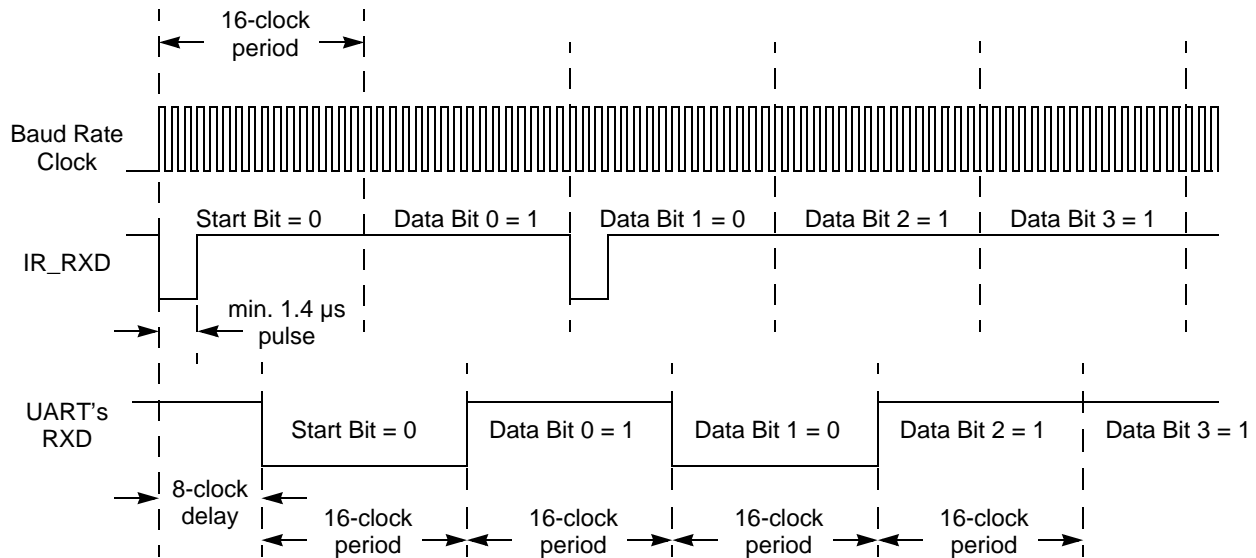 16-clock
period
Baud Rate
Clock
Start Bit = 0
Data Bit 0 = 1
Data Bit 1 = 0
Data Bit 2 = 1
Data Bit 3 = 1
IR_RXD
min. 1.4 µs
pulse
UART's
RXD
Start Bit = 0
Data Bit 0 = 1
Data Bit 1 = 0
Data Bit 2 = 1
Data Bit 3 = 1
8-clock
delay
16-clock
period
16-clock
period
16-clock
period
16-clock
period